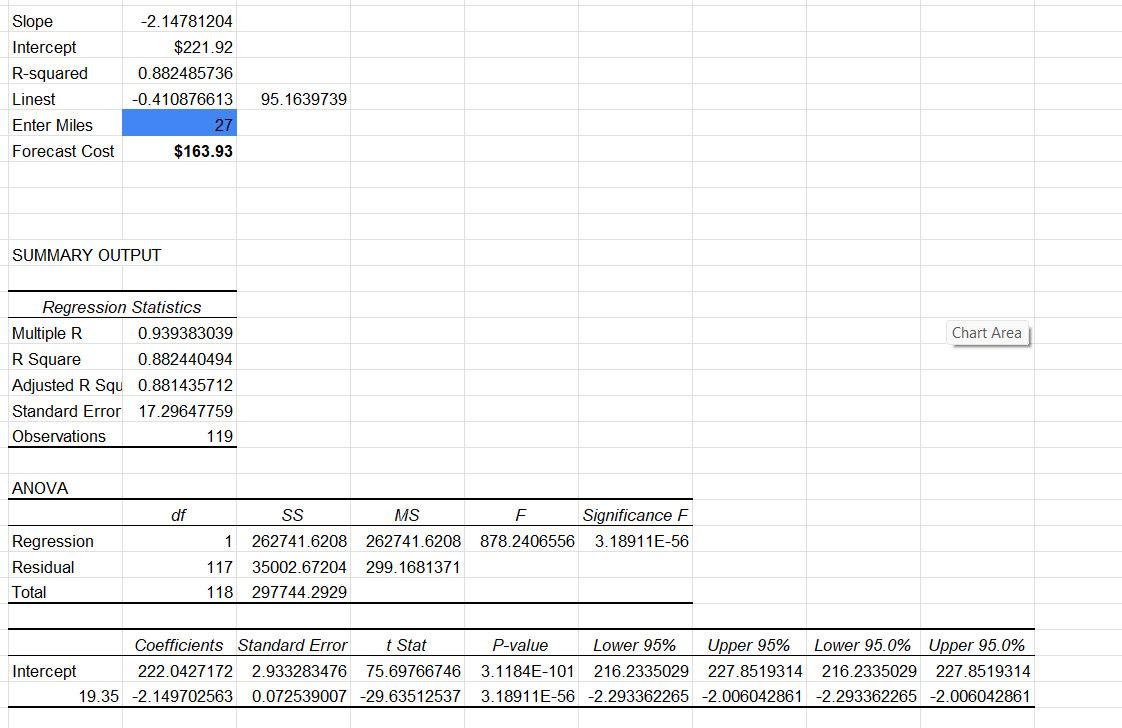 Slope -2.14781204
Intercept $221.92
R-squared 0.882485736
Linest -0.410876613 95.1639739
Enter Miles 27
Forecast Cost $163.93
SUMMARY OUTPUT
Regression Statistics
Multiple R 0.939383039
Chart Area
R Square 0.882440494
Adjusted R Squ 0.881435712
Standard Error 17.29647759
Observations 119
ANOVA
df SS MS F Significance F
Regression 1 262741.6208 262741.6208 878.2406556 3.18911E-56
Residual 117 35002.67204 299.1681371
Total 118 297744.2929
Coefficients Standard Error t Stat P-value Lower 95% Upper 95% Lower 95.0% Upper 95.0%
Intercept 222.0427172 2.933283476 75.69766746 3.1184E-101 216.2335029 227.8519314 216.2335029 227.8519314
19.35 -2.149702563 0.072539007 -29.63512537 3.18911E-56 -2.293362265 -2.006042861 -2.293362265 -2.006042861